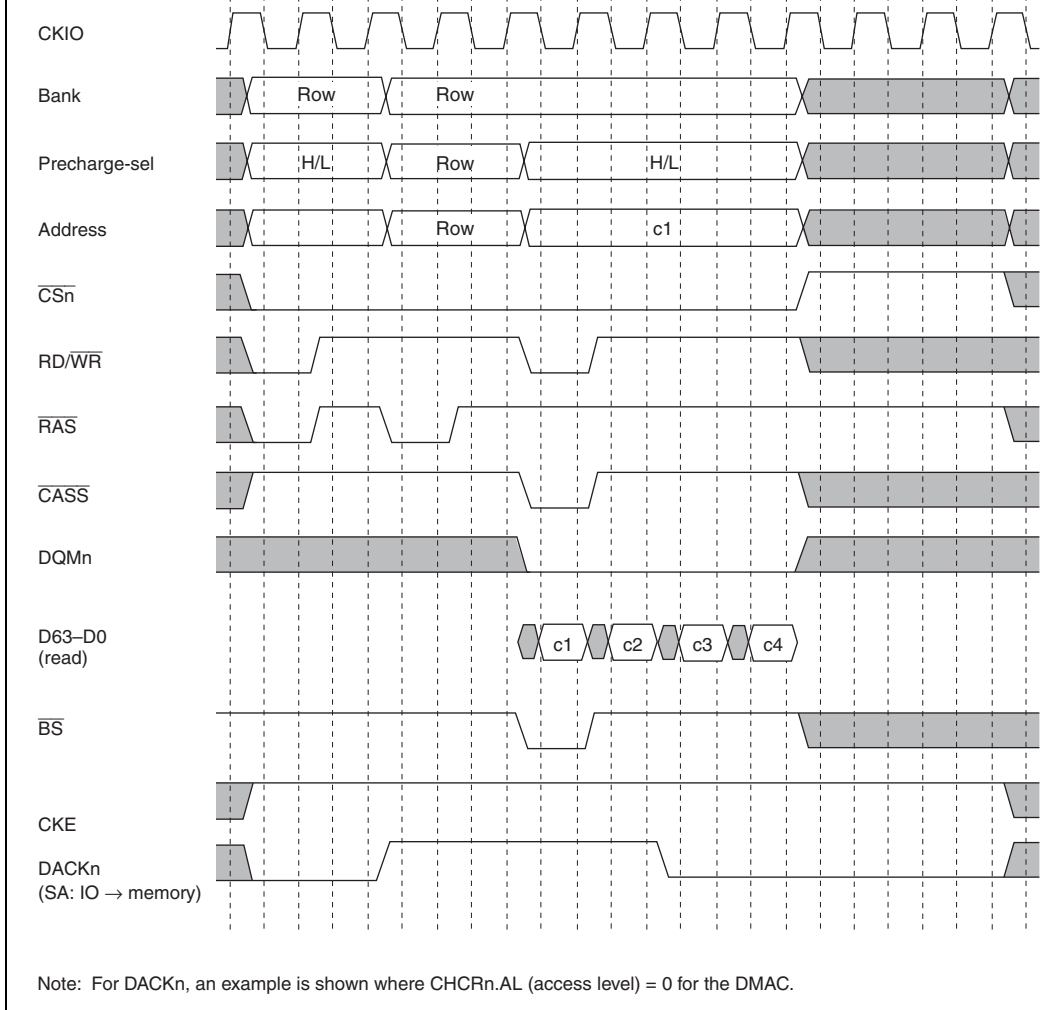 CKIO
Bank Row Row
Precharge-sel H/L Row H/L
Address Row c1
CSn
RD/WR
RAS
CASS
DQMn
D63–D0
(read) c1 c2 c3 c4
BS
CKE
DACKn
(SA: IO → memory)
Note: For DACKn, an example is shown where CHCRn.AL (access level) = 0 for the DMAC.